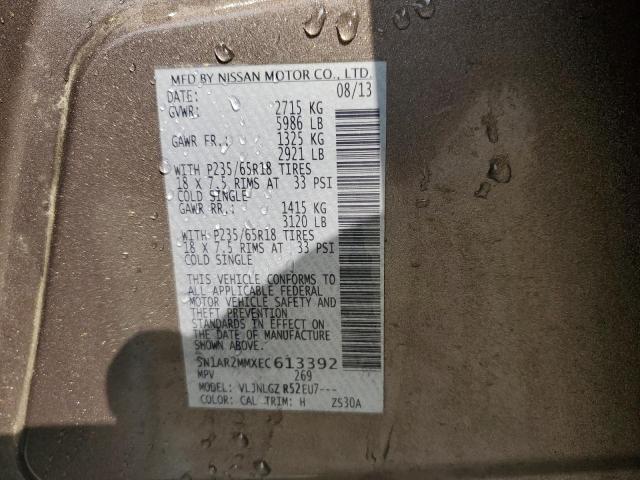 MFD BY NISSAN MOTOR CO., LTD.
DATE: 08/13
GVWR: 2715 KG
5986 LB
GAWR FR.: 1325 KG
2921 LB
WITH P235/65R18 TIRES
18 X 7.5 RIMS AT 33 PSI
COLD SINGLE
GAWR RR.: 1415 KG
3120 LB
WITH P235/65R18 TIRES
18 X 7.5 RIMS AT 33 PSI
COLD SINGLE
THIS VEHICLE CONFORMS TO
ALL APPLICABLE FEDERAL
MOTOR VEHICLE SAFETY AND
THEFT PREVENTION
STANDARDS IN EFFECT ON
THE DATE OF MANUFACTURE
SHOWN ABOVE.
5N1AR2MMXEC613392
MPV 269
MODEL: VLJNLGZ R52EU7---
COLOR: CAL TRIM: H ZS30A